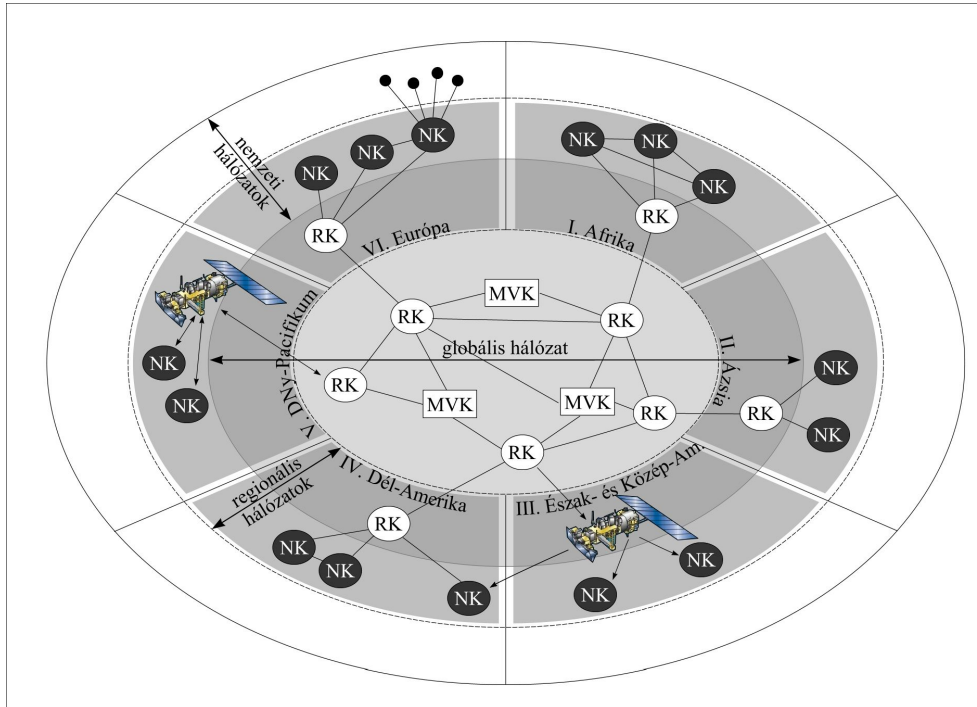 NK
NK
NK
nemzeti
hálózatok
RK
VI. Európa
NK
NK
NK
RK
I. Afrika
MVK
RK
RK
globális hálózat
II. Ázsia
V. DNy-Pacifikum
NK
NK
RK
MVK
MVK
RK
RK
NK
NK
RK
regionális
hálózatok
IV. Dél-Amerika
III. Észak- és Közép-Am.
RK
NK
NK
NK
NK
NK